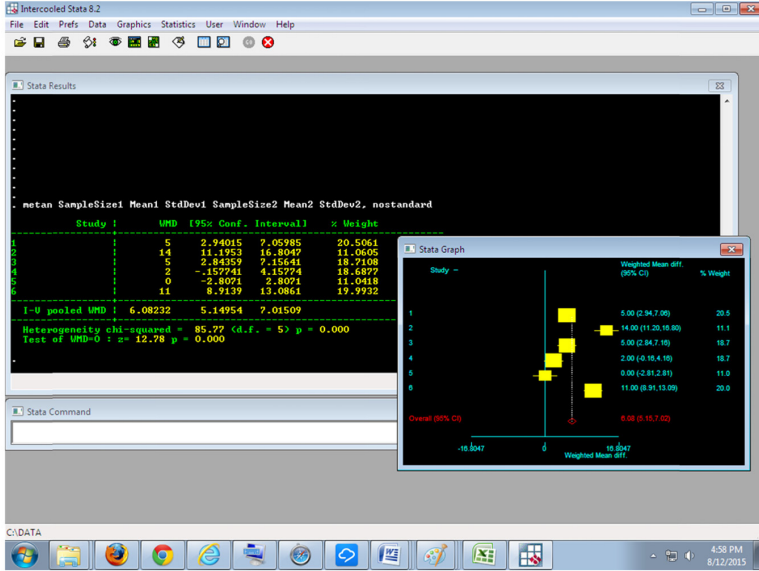 Intercooled Stata 8.2
File Edit Prefs Data Graphics Statistics User Window Help
Stata Results
. metan SampleSize1 Mean1 StdDev1 SampleSize2 Mean2 StdDev2, nostandard
Study | WMD [95% Conf. Interval] % Weight
1 | 5 2.94015 7.05985 20.5061
2 | 14 11.1953 16.8047 11.0605
3 | 5 2.84359 7.15641 18.7108
4 | 2 -.157741 4.15774 18.6877
5 | 0 -2.8071 2.8071 11.0418
6 | 11 8.9139 13.0861 19.9932
I-V pooled WMD | 6.08232 5.14954 7.01509
Heterogeneity chi-squared = 85.77 (d.f. = 5) p = 0.000
Test of WMD=0 : z= 12.78 p = 0.000
.
Stata Graph
Study
Weighted Mean diff.
(95% CI)
% Weight
1 5.00 (2.94,7.06) 20.5
2 14.00 (11.20,16.80) 11.1
3 5.00 (2.84,7.16) 18.7
4 2.00 (-0.16,4.16) 18.7
5 0.00 (-2.81,2.81) 11.0
6 11.00 (8.91,13.09) 20.0
Overall (95% CI) 6.08 (5.15,7.02)
-16.8047 0 16.8047
Weighted Mean diff.
Stata Command
C:\DATA
4:58 PM
8/12/2015